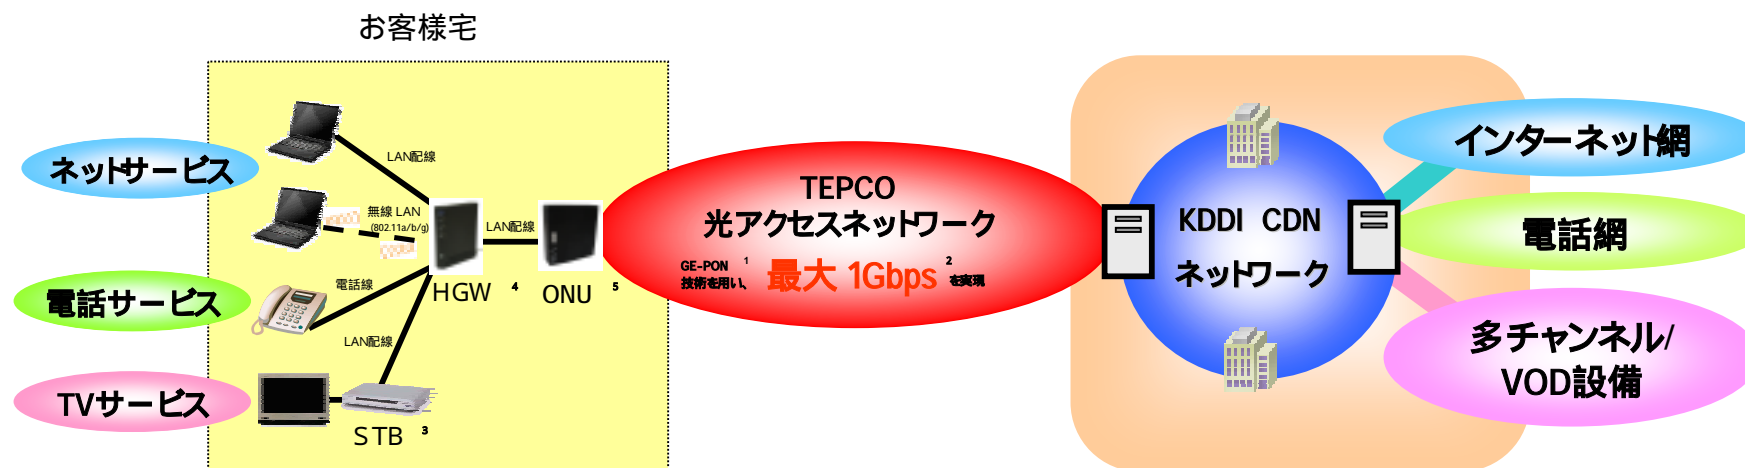 お客様宅
ネットサービス
LAN配線
無線 LAN
(802.11a/b/g)
LAN配線
電話サービス
電話線
HGW 4
ONU 5
LAN配線
TVサービス
STB 3
TEPCO
光アクセスネットワーク
GE-PON 1
技術を用い、 最大 1Gbps 2 を実現
KDDI CDN
ネットワーク
インターネット網
電話網
多チャンネル/
VOD設備